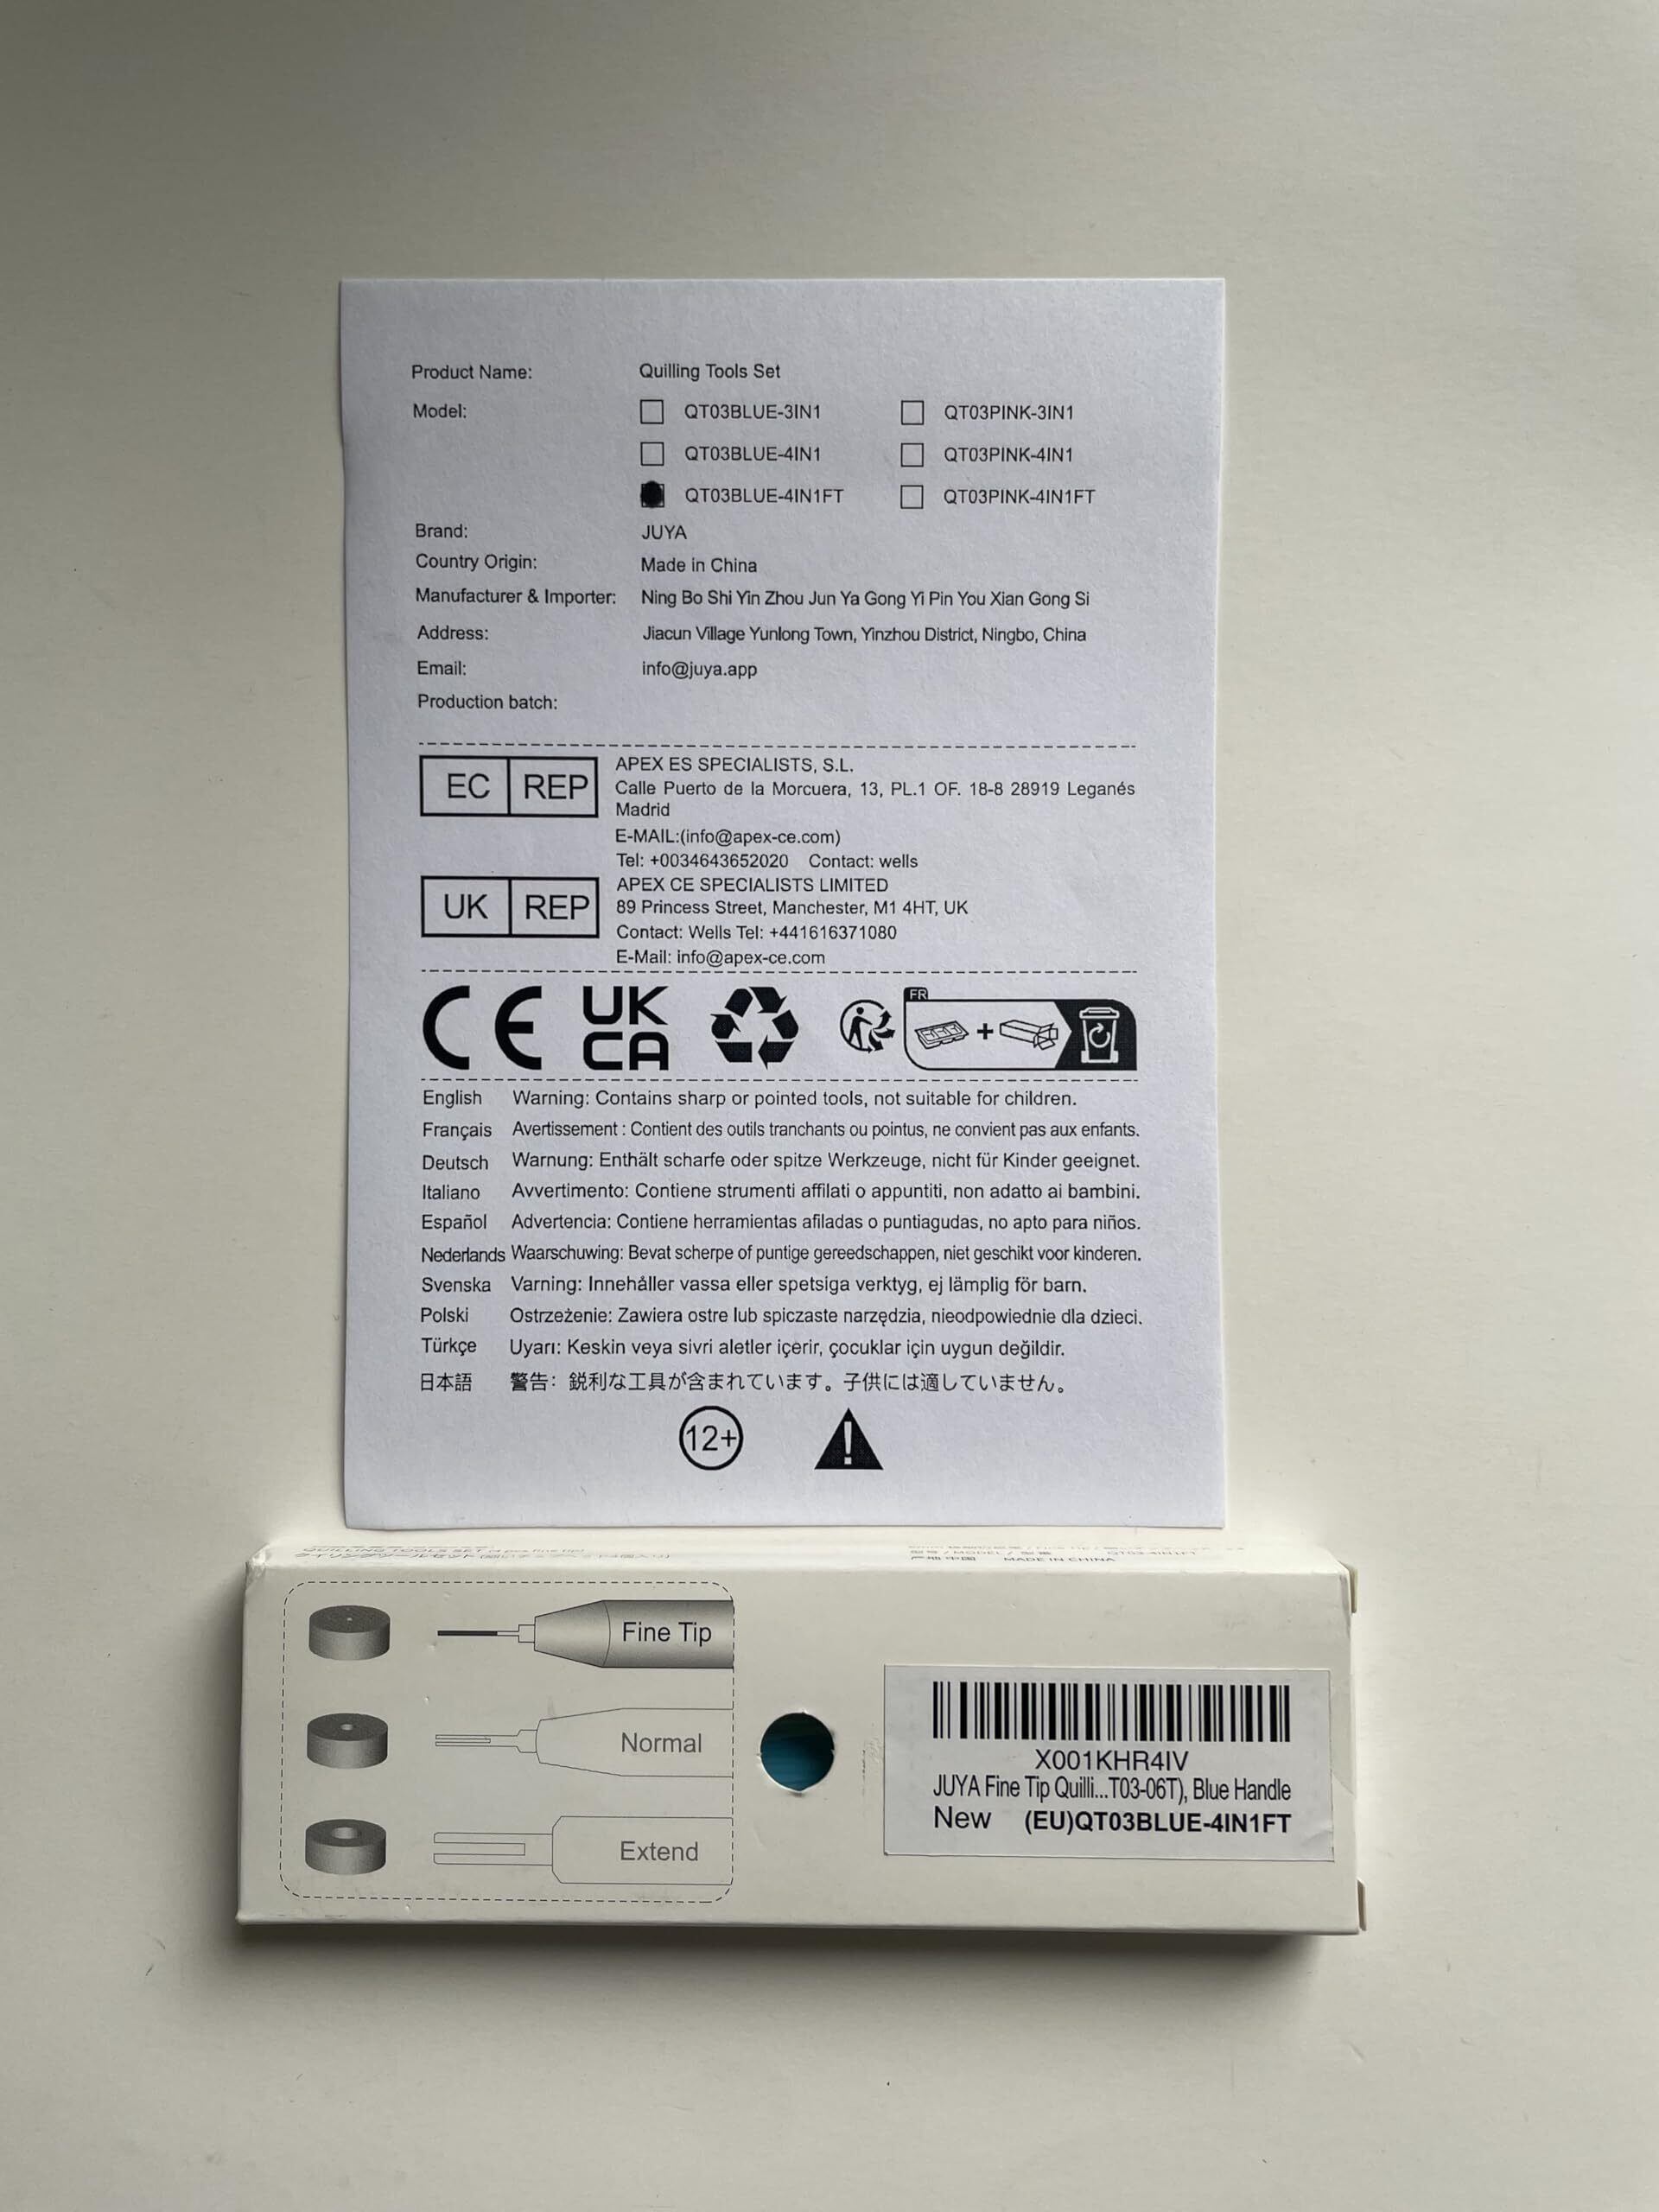 Product Name: Quilling Tools Set
Model: QT03BLUE-3IN1 QT03PINK-3IN1
QT03BLUE-4IN1 QT03PINK-4IN1
QT03BLUE-4IN1FT QT03PINK-4IN1FT
Brand: JUYA
Country Origin: Made in China
Manufacturer & Importer: Ning Bo Shi Yin Zhou Jun Ya Gong Yi Pin You Xian Gong Si
Address: Jiacun Village Yunlong Town, Yinzhou District, Ningbo, China
Email: info@juya.app
Production batch:
EC REP
APEX ES SPECIALISTS, S.L.
Calle Puerto de la Morcuera, 13, PL.1 OF. 18-8 28919 Leganés
Madrid
E-MAIL:(info@apex-ce.com)
Tel: +0034643652020 Contact: wells
UK REP
APEX CE SPECIALISTS LIMITED
89 Princess Street, Manchester, M1 4HT, UK
Contact: Wells Tel: +441616371080
E-Mail: info@apex-ce.com
CE
UK
CA
FR
English Warning: Contains sharp or pointed tools, not suitable for children.
Français Avertissement : Contient des outils tranchants ou pointus, ne convient pas aux enfants.
Deutsch Warnung: Enthält scharfe oder spitze Werkzeuge, nicht für Kinder geeignet.
Italiano Avvertimento: Contiene strumenti affilati o appuntiti, non adatto ai bambini.
Español Advertencia: Contiene herramientas afiladas o puntiagudas, no apto para niños.
Nederlands Waarschuwing: Bevat scherpe of puntige gereedschappen, niet geschikt voor kinderen.
Svenska Varning: Innehåller vassa eller spetsiga verktyg, ej lämplig för barn.
Polski Ostrzeżenie: Zawiera ostre lub spiczaste narzędzia, nieodpowiednie dla dzieci.
Türkçe Uyarı: Keskin veya sivri aletler içerir, çocuklar için uygun değildir.
日本語 警告: 鋭利な工具が含まれています。子供には適していません。
12+
QUILLING TOOLS SET
MADE IN CHINA
Fine Tip
Normal
Extend
X001KHR4IV
JUYA Fine Tip Quilli...T03-06T), Blue Handle
New (EU)QT03BLUE-4IN1FT